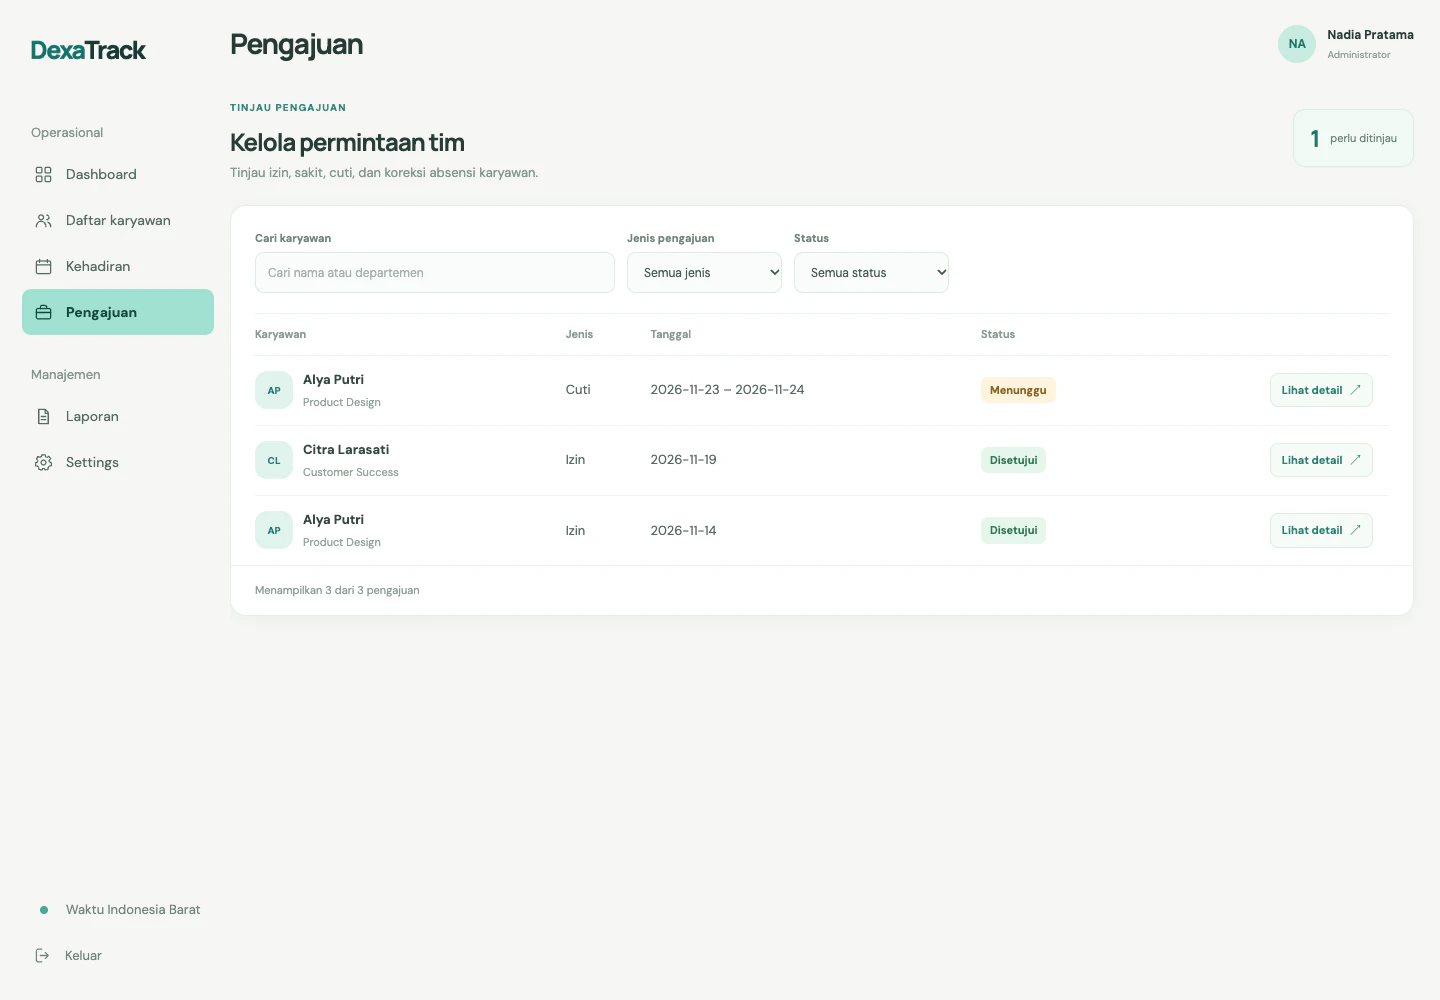 DexaTrack
Operasional
Dashboard
Daftar karyawan
Kehadiran
Pengajuan
Manajemen
Laporan
Settings
Waktu Indonesia Barat
Keluar
Pengajuan
NA
Nadia Pratama
Administrator
TINJAU PENGAJUAN
Kelola permintaan tim
Tinjau izin, sakit, cuti, dan koreksi absensi karyawan.
1 perlu ditinjau
Cari karyawan
Cari nama atau departemen
Jenis pengajuan
Semua jenis
Status
Semua status
Karyawan Jenis Tanggal Status
AP Alya Putri Cuti 2026-11-23 – 2026-11-24 Menunggu Lihat detail
Product Design
CL Citra Larasati Izin 2026-11-19 Disetujui Lihat detail
Customer Success
AP Alya Putri Izin 2026-11-14 Disetujui Lihat detail
Product Design
Menampilkan 3 dari 3 pengajuan